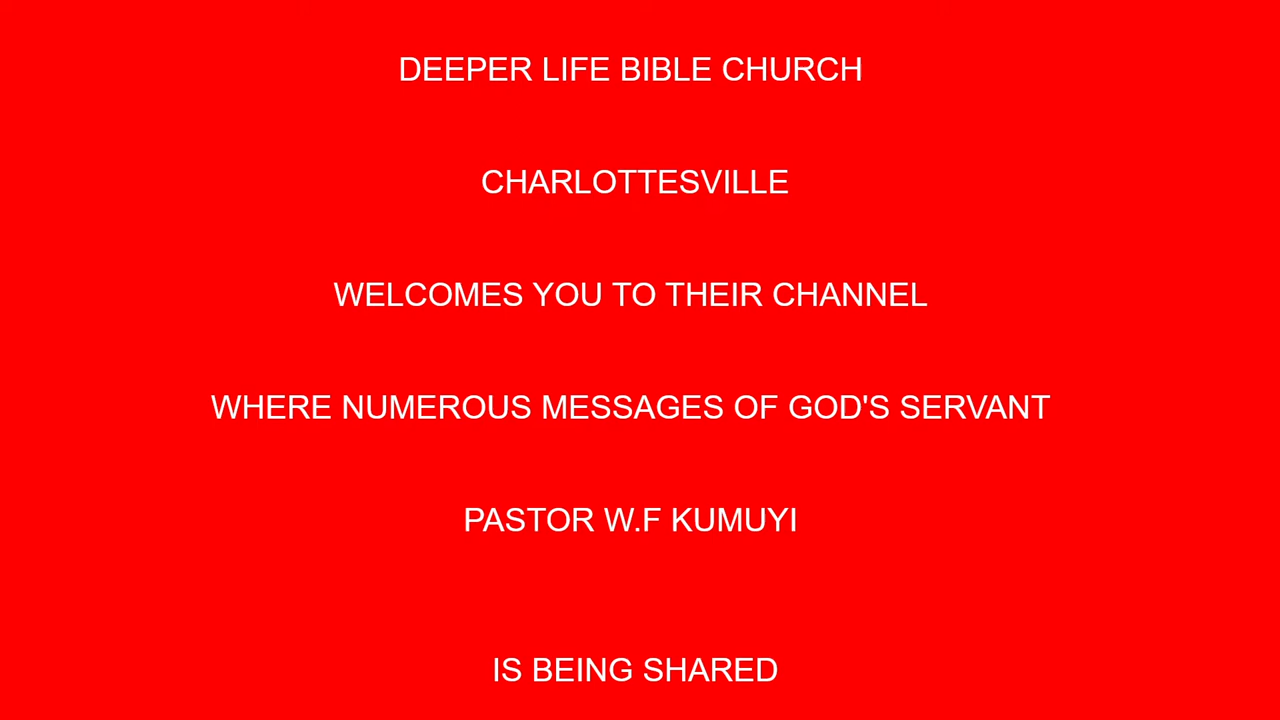 DEEPER LIFE BIBLE CHURCH
CHARLOTTESVILLE
WELCOMES YOU TO THEIR CHANNEL
WHERE NUMEROUS MESSAGES OF GOD'S SERVANT
PASTOR W.F KUMUYI
IS BEING SHARED